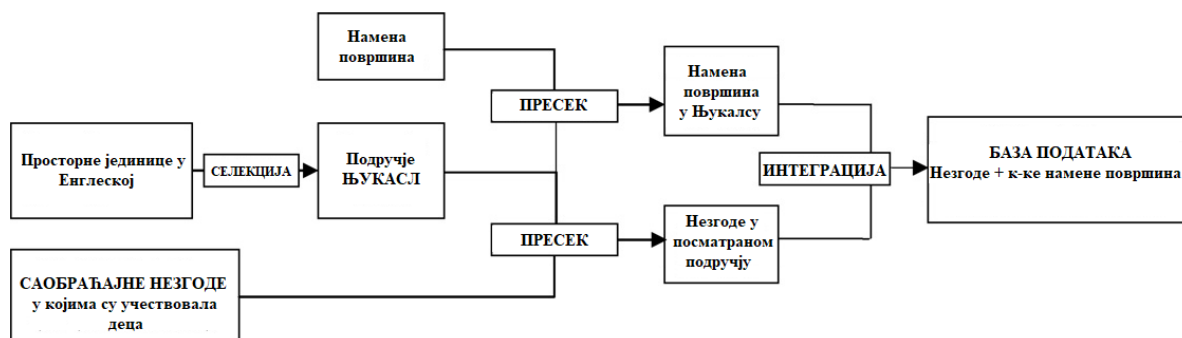 Намена
површина
ПРЕСЕК
Намена
површина
у Њукалсу
Просторне јединице у
Енглеској
СЕЛЕКЦИЈА
Подручје
ЊУКАСЛ
ИНТЕГРАЦИЈА
БАЗА ПОДАТАКА
Незгоде + к-ке намене површина
ПРЕСЕК
Незгоде у
посматраном
подручју
САОБРАЋАЈНЕ НЕЗГОДЕ
у којима су учествовала
деца